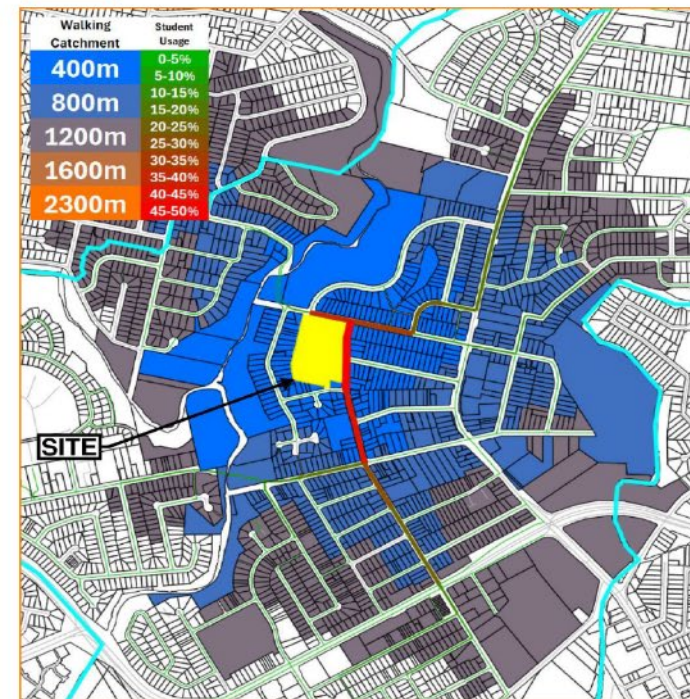 Walking
Catchment
400m
800m
1200m
1600m
2300m
Student
Usage
0-5%
5-10%
10-15%
15-20%
20-25%
25-30%
30-35%
35-40%
40-45%
45-50%
SITE